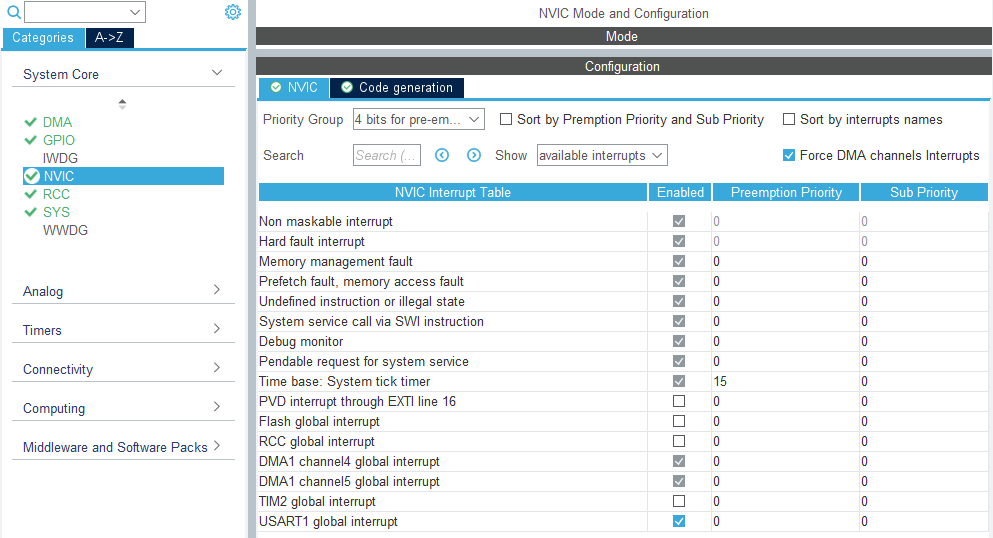 NVIC Mode and Configuration
Categories A->Z
Mode
System Core
DMA
GPIO
IWDG
NVIC
RCC
SYS
WWDG
Analog
Timers
Connectivity
Computing
Middleware and Software Packs
Configuration
NVIC Code generation
Priority Group 4 bits for pre-em... Sort by Premption Priority and Sub Priority Sort by interrupts names
Search Search (... Show available interrupts Force DMA channels Interrupts
NVIC Interrupt Table Enabled Preemption Priority Sub Priority
Non maskable interrupt 0 0
Hard fault interrupt 0 0
Memory management fault 0 0
Prefetch fault, memory access fault 0 0
Undefined instruction or illegal state 0 0
System service call via SWI instruction 0 0
Debug monitor 0 0
Pendable request for system service 0 0
Time base: System tick timer 15 0
PVD interrupt through EXTI line 16 0 0
Flash global interrupt 0 0
RCC global interrupt 0 0
DMA1 channel4 global interrupt 0 0
DMA1 channel5 global interrupt 0 0
TIM2 global interrupt 0 0
USART1 global interrupt 0 0